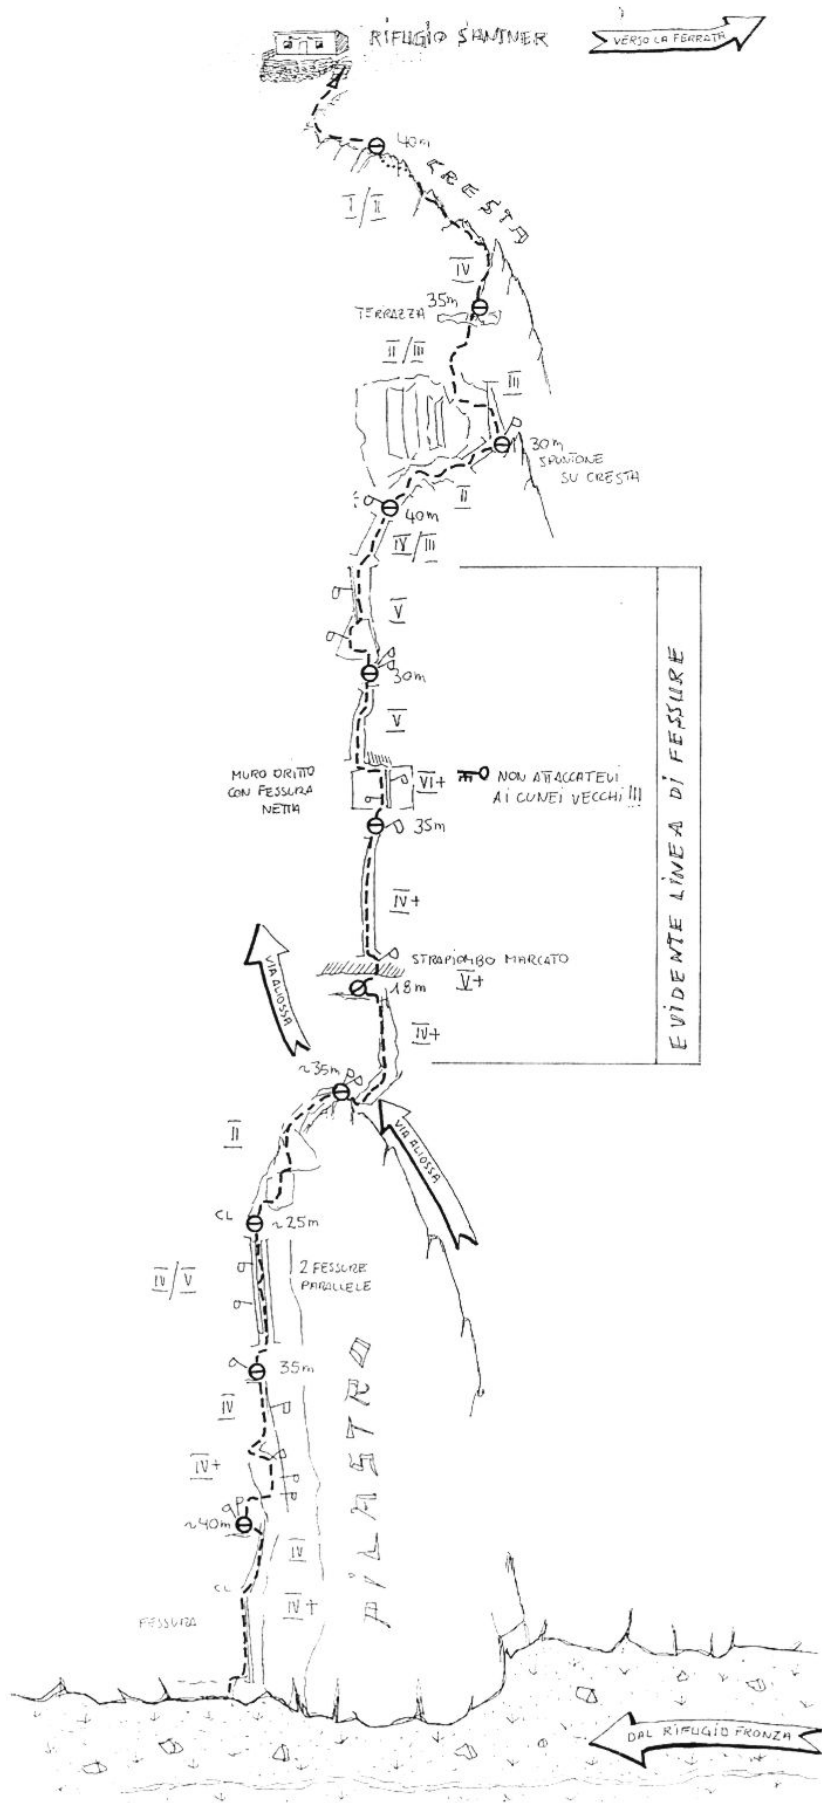 RIFUGIO SANTNER
VERSO LA FERRATA
40m
CRESTA
I/II
IV
35m
TERRAZZA
II/III
III
30m
SPUNTONE
SU CRESTA
II
40m
IV/III
V
30m
V
MURO DRITTO
CON FESSURA
NETTA
VI+
NON ATTACCATEVI
AI CUNEI VECCHI!!!
35m
IV+
EVIDENTE LINEA DI FESSURE
STRAPIOMBO MARCATO
V+
18m
VIA ALIOSSA
IV+
~35m
VIA ALIOSSA
II
CL
~25m
2 FESSURE
PARALLELE
IV/V
35m
IV
IV+
PILASTRO
~40m
IV
CL
IV+
FESSURA
DAL RIFUGIO FRONZA